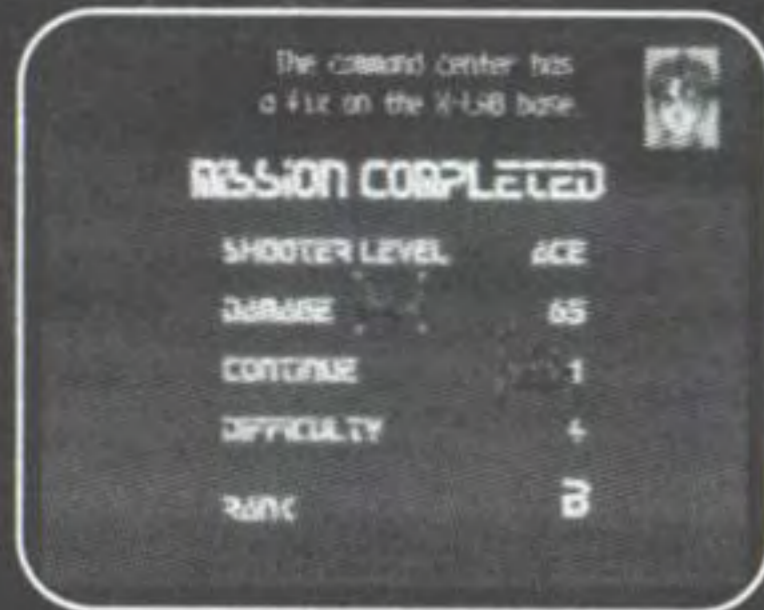 The command center has
a fix on the X-LAB base.
MISSION COMPLETED
SHOOTER LEVEL ACE
DAMAGE 65
CONTINUE 1
DIFFICULTY 4
RANK B